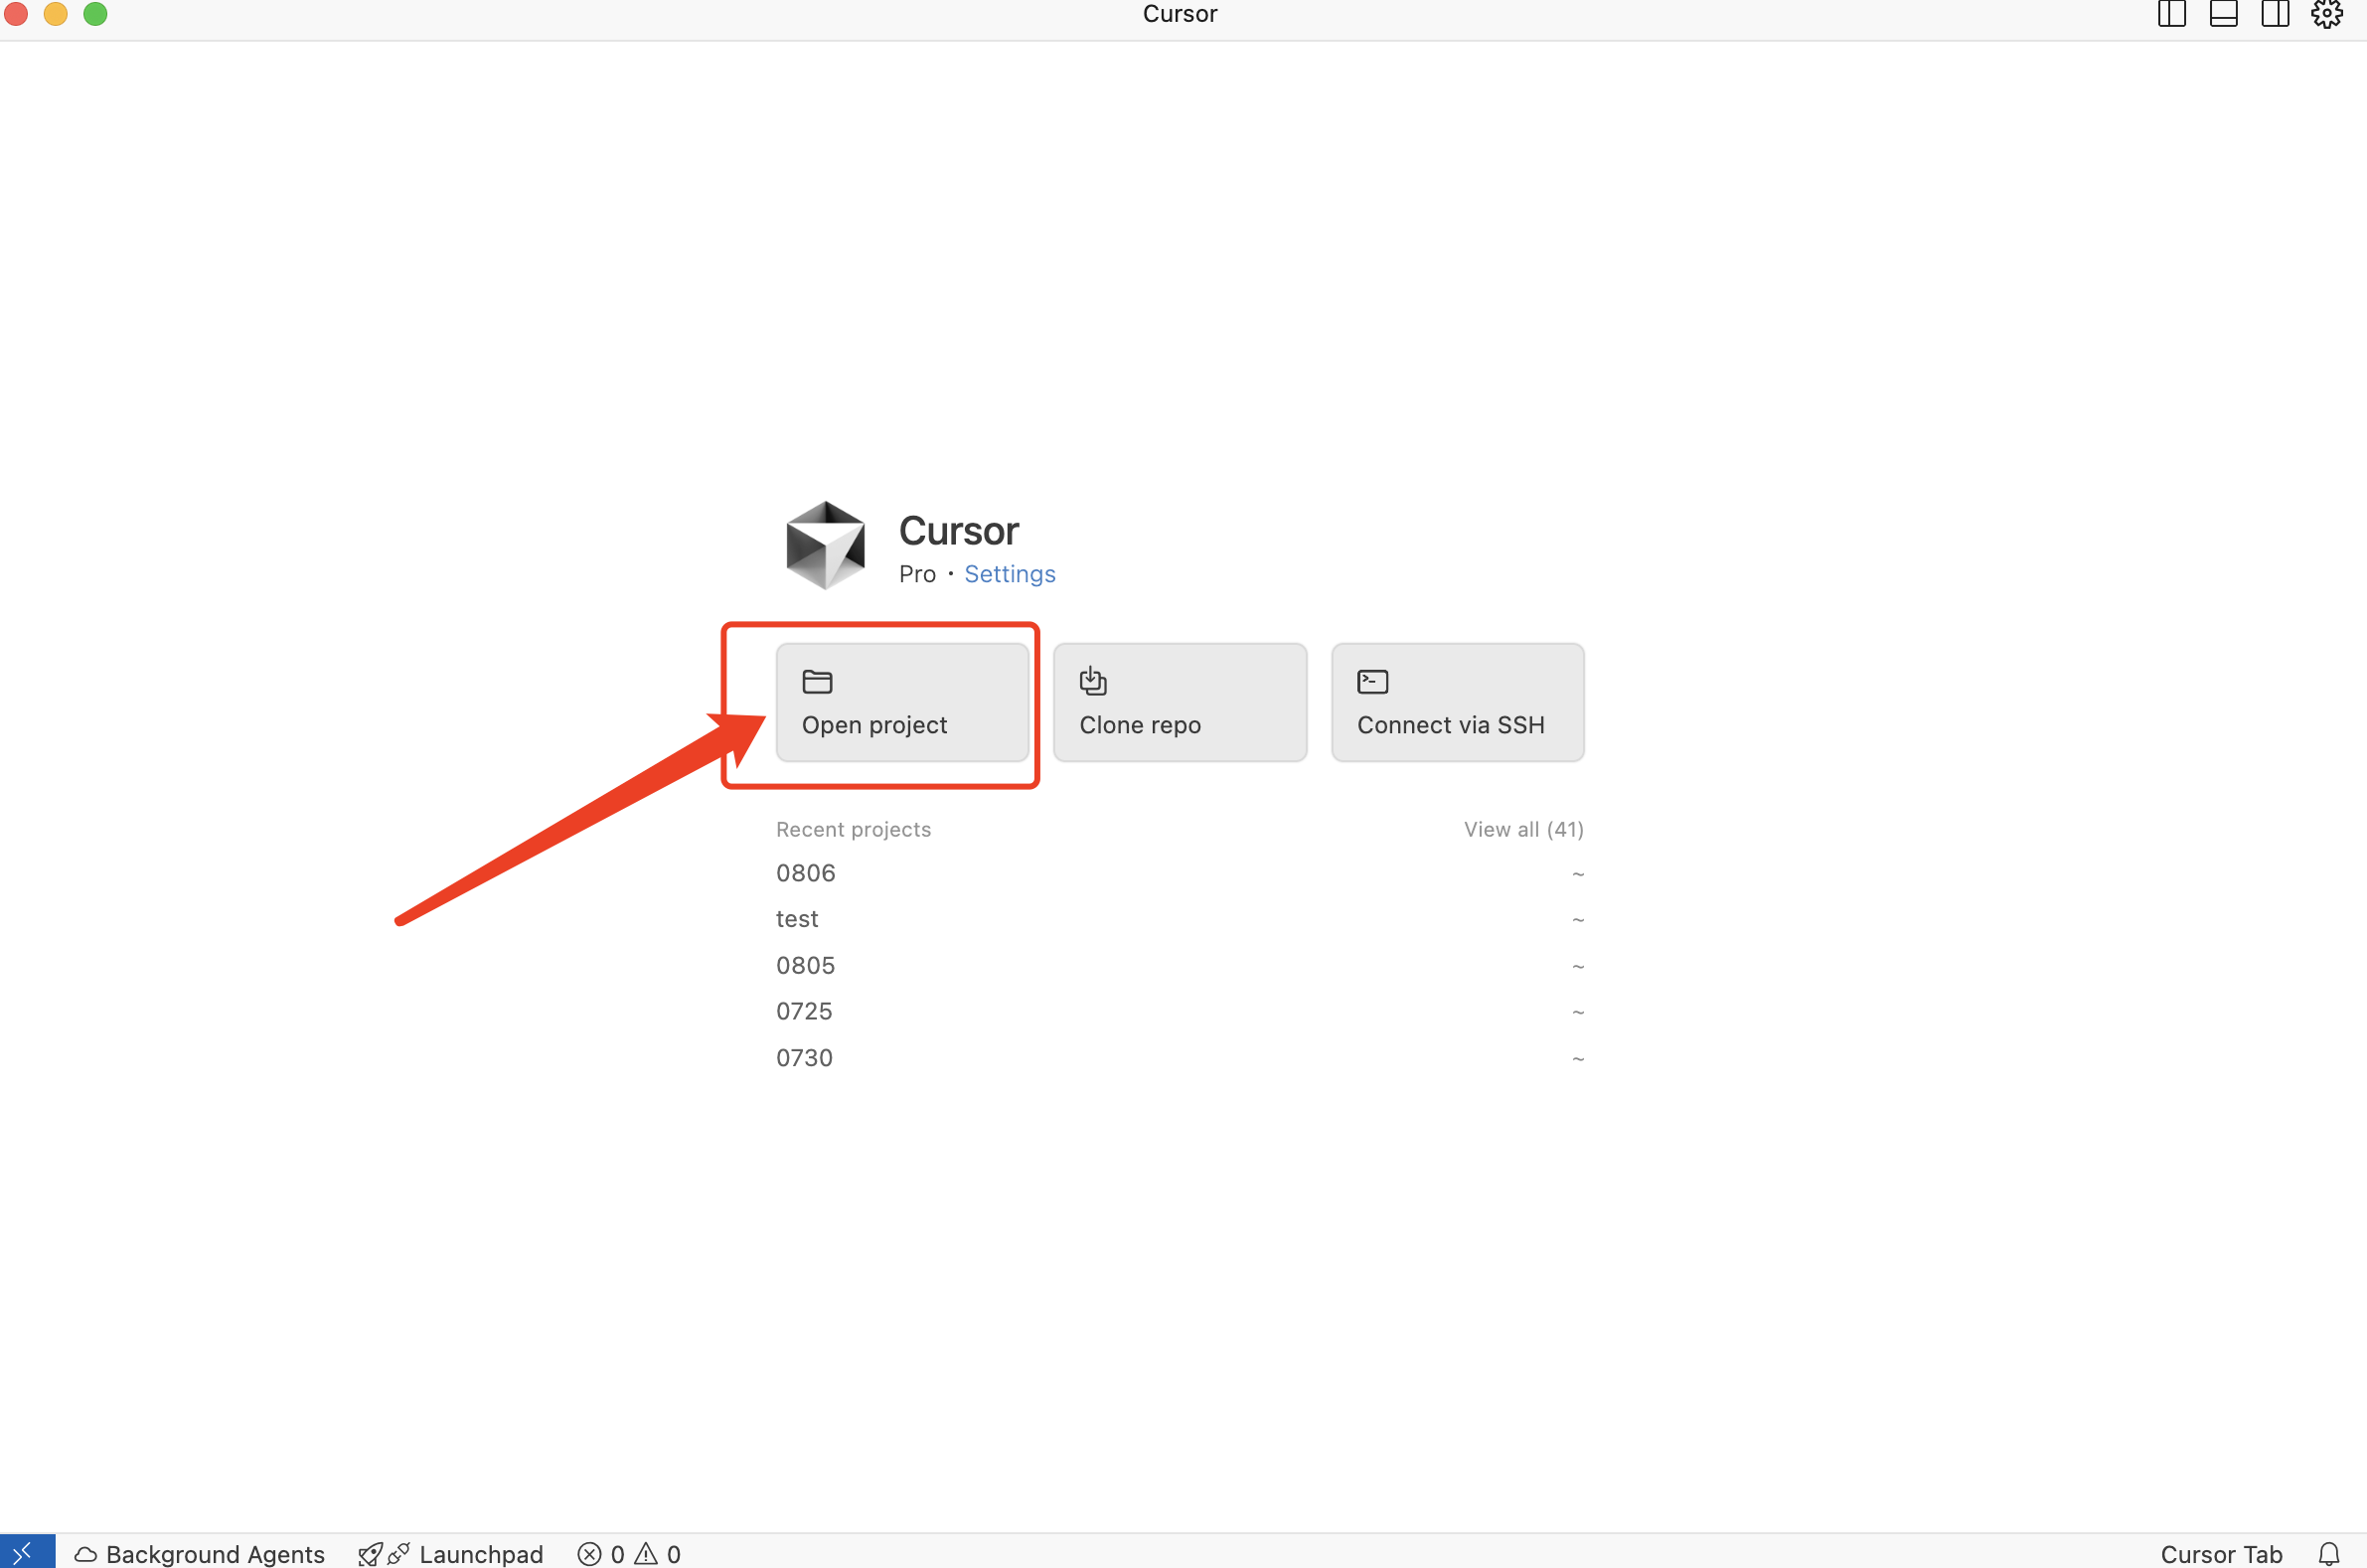 Cursor
Cursor
Pro · Settings
Open project
Clone repo
Connect via SSH
Recent projects
View all (41)
0806 ~
test ~
0805 ~
0725 ~
0730 ~
Background Agents
Launchpad
0
0
Cursor Tab